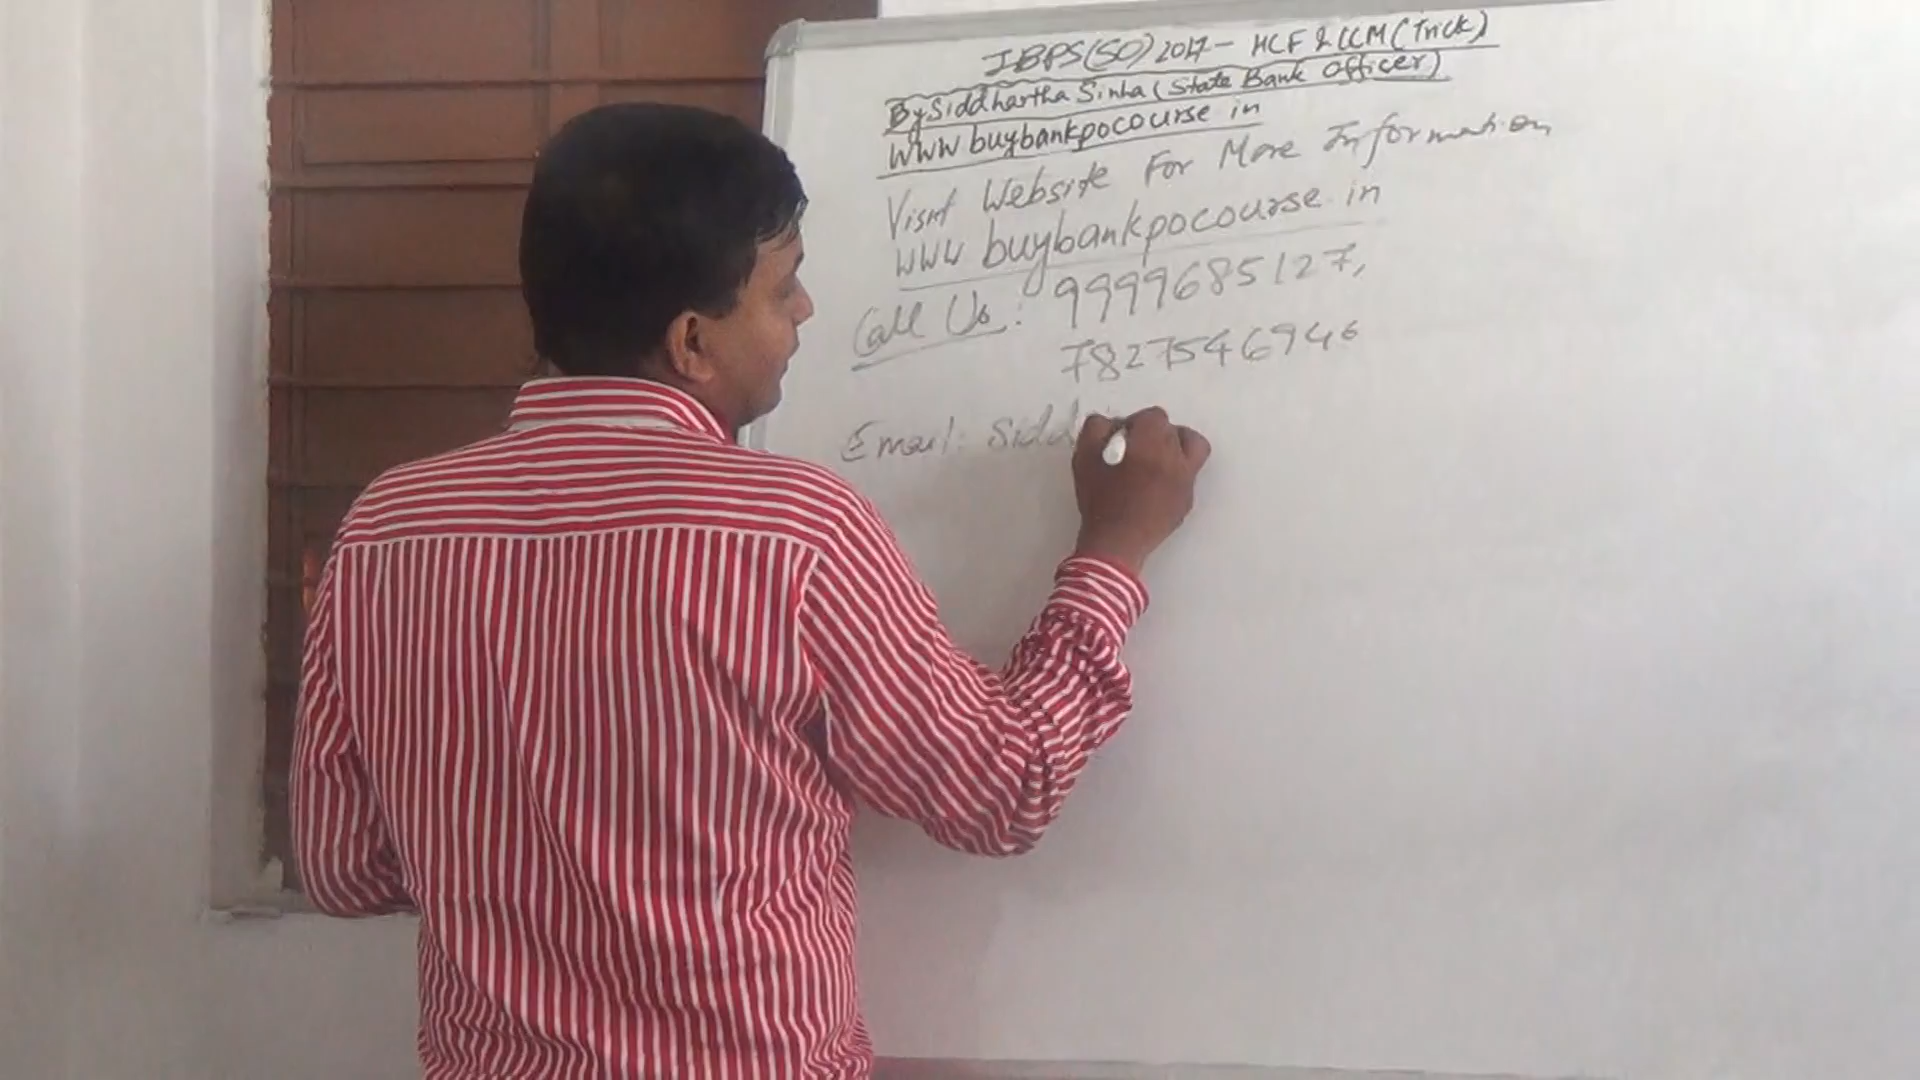 IBPS(SO) 2017 - HCF & LCM (Trick)
By Siddhartha Sinha (State Bank Officer)
www buybankpocourse in
Visit Website For More Information
www buybankpocourse in
Call Us: 9999685127,
7827546946
Email: Sidd